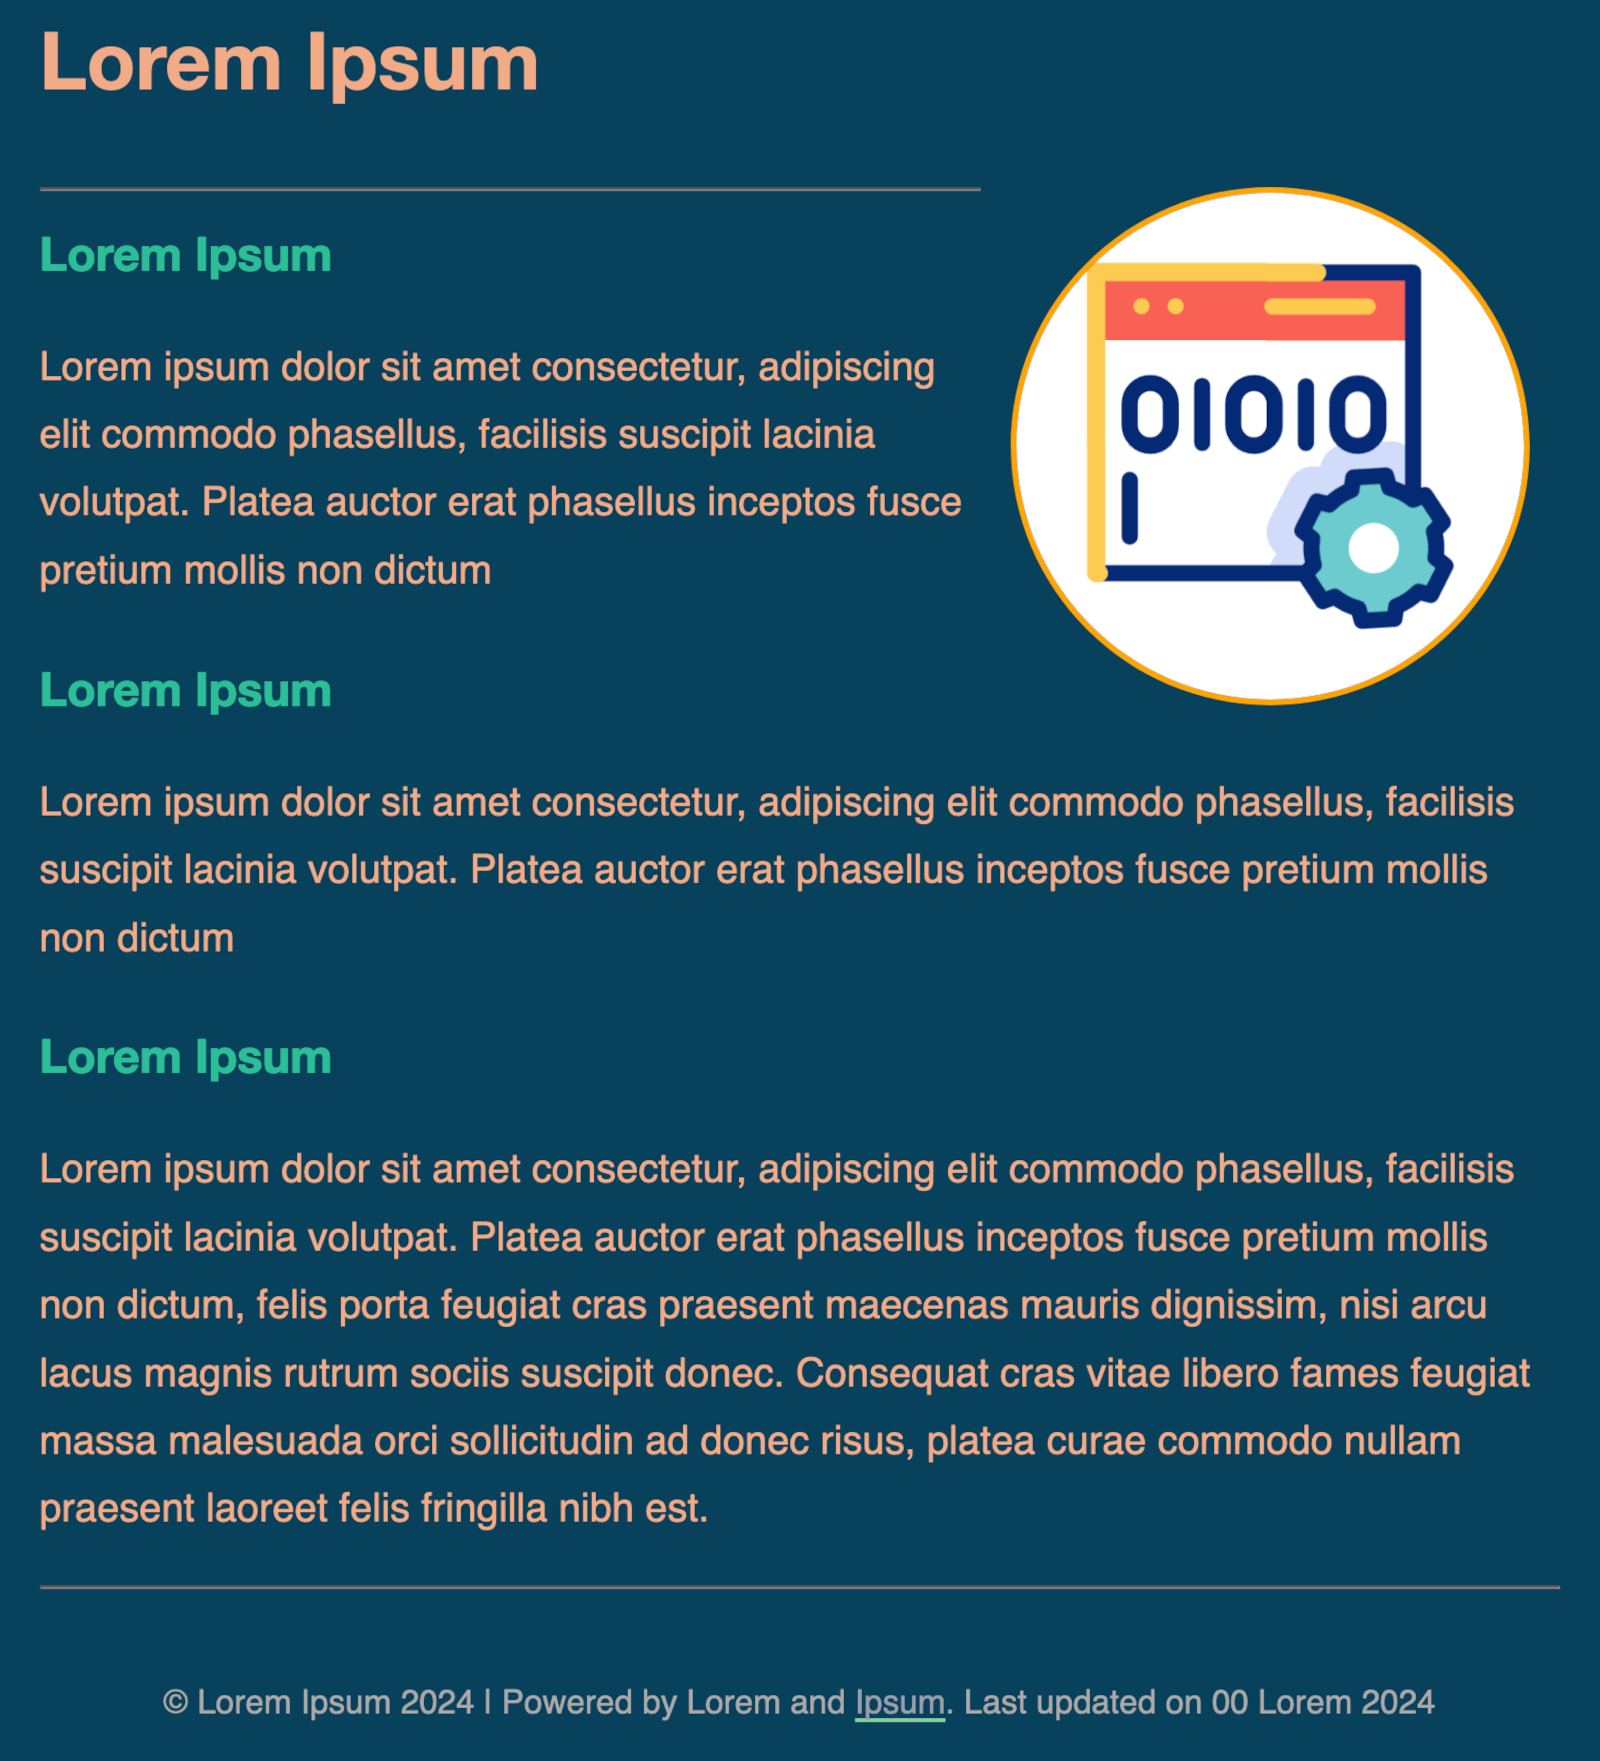 Lorem Ipsum
Lorem Ipsum
Lorem ipsum dolor sit amet consectetur, adipiscing
elit commodo phasellus, facilisis suscipit lacinia
volutpat. Platea auctor erat phasellus inceptos fusce
pretium mollis non dictum
01010
1
Lorem Ipsum
Lorem ipsum dolor sit amet consectetur, adipiscing elit commodo phasellus, facilisis
suscipit lacinia volutpat. Platea auctor erat phasellus inceptos fusce pretium mollis
non dictum
Lorem Ipsum
Lorem ipsum dolor sit amet consectetur, adipiscing elit commodo phasellus, facilisis
suscipit lacinia volutpat. Platea auctor erat phasellus inceptos fusce pretium mollis
non dictum, felis porta feugiat cras praesent maecenas mauris dignissim, nisi arcu
lacus magnis rutrum sociis suscipit donec. Consequat cras vitae libero fames feugiat
massa malesuada orci sollicitudin ad donec risus, platea curae commodo nullam
praesent laoreet felis fringilla nibh est.
© Lorem Ipsum 2024 | Powered by Lorem and Ipsum. Last updated on 00 Lorem 2024